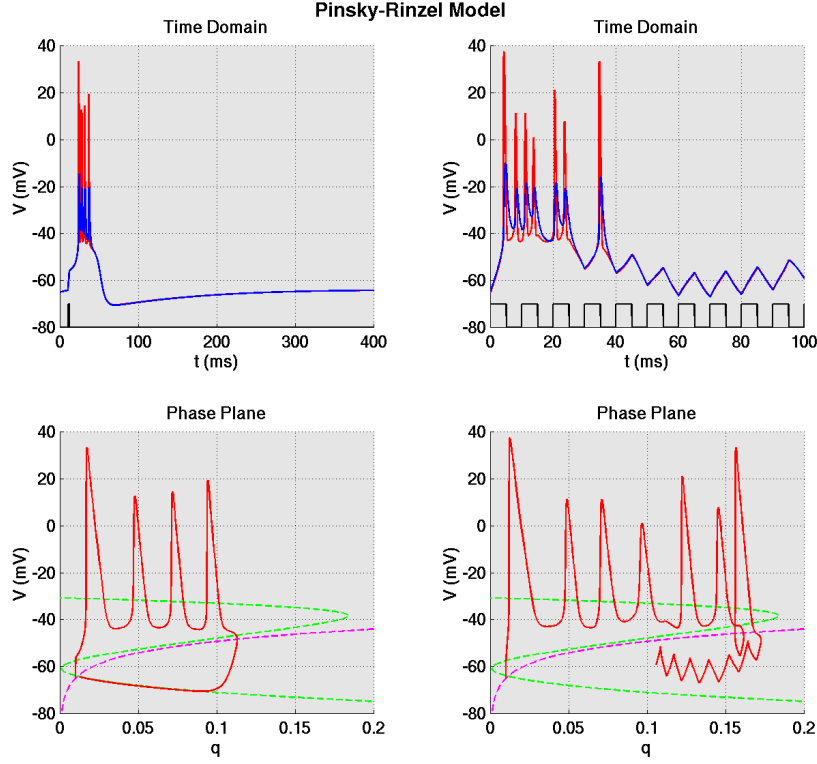 Pinsky-Rinzel Model
Time Domain
Time Domain
40
20
0
-20
-40
-60
-80
V (mV)
0 100 200 300 400
t (ms)
40
20
0
-20
-40
-60
-80
V (mV)
0 20 40 60 80 100
t (ms)
Phase Plane
Phase Plane
40
20
0
-20
-40
-60
-80
V (mV)
0 0.05 0.1 0.15 0.2
q
40
20
0
-20
-40
-60
-80
V (mV)
0 0.05 0.1 0.15 0.2
q